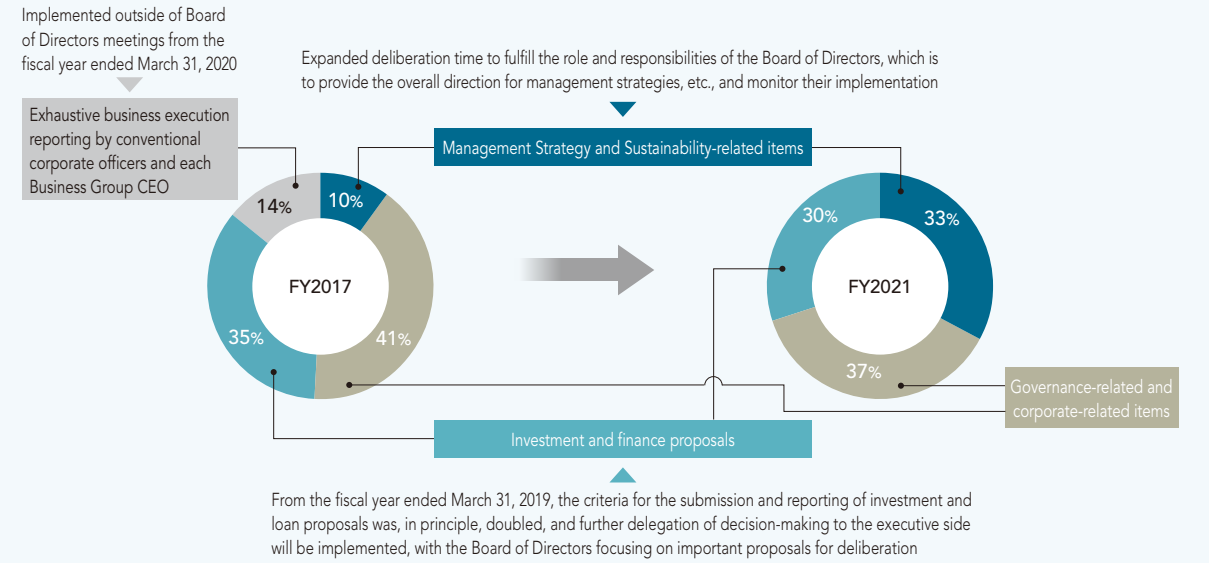 Implemented outside of Board
of Directors meetings from the
fiscal year ended March 31, 2020
Expanded deliberation time to fulfill the role and responsibilities of the Board of Directors, which is
to provide the overall direction for management strategies, etc., and monitor their implementation
Exhaustive business execution
reporting by conventional
corporate officers and each
Business Group CEO
Management Strategy and Sustainability-related items
14%
10%
35%
41%
FY2017
30%
33%
37%
FY2021
Governance-related and
corporate-related items
Investment and finance proposals
From the fiscal year ended March 31, 2019, the criteria for the submission and reporting of investment and
loan proposals was, in principle, doubled, and further delegation of decision-making to the executive side
will be implemented, with the Board of Directors focusing on important proposals for deliberation